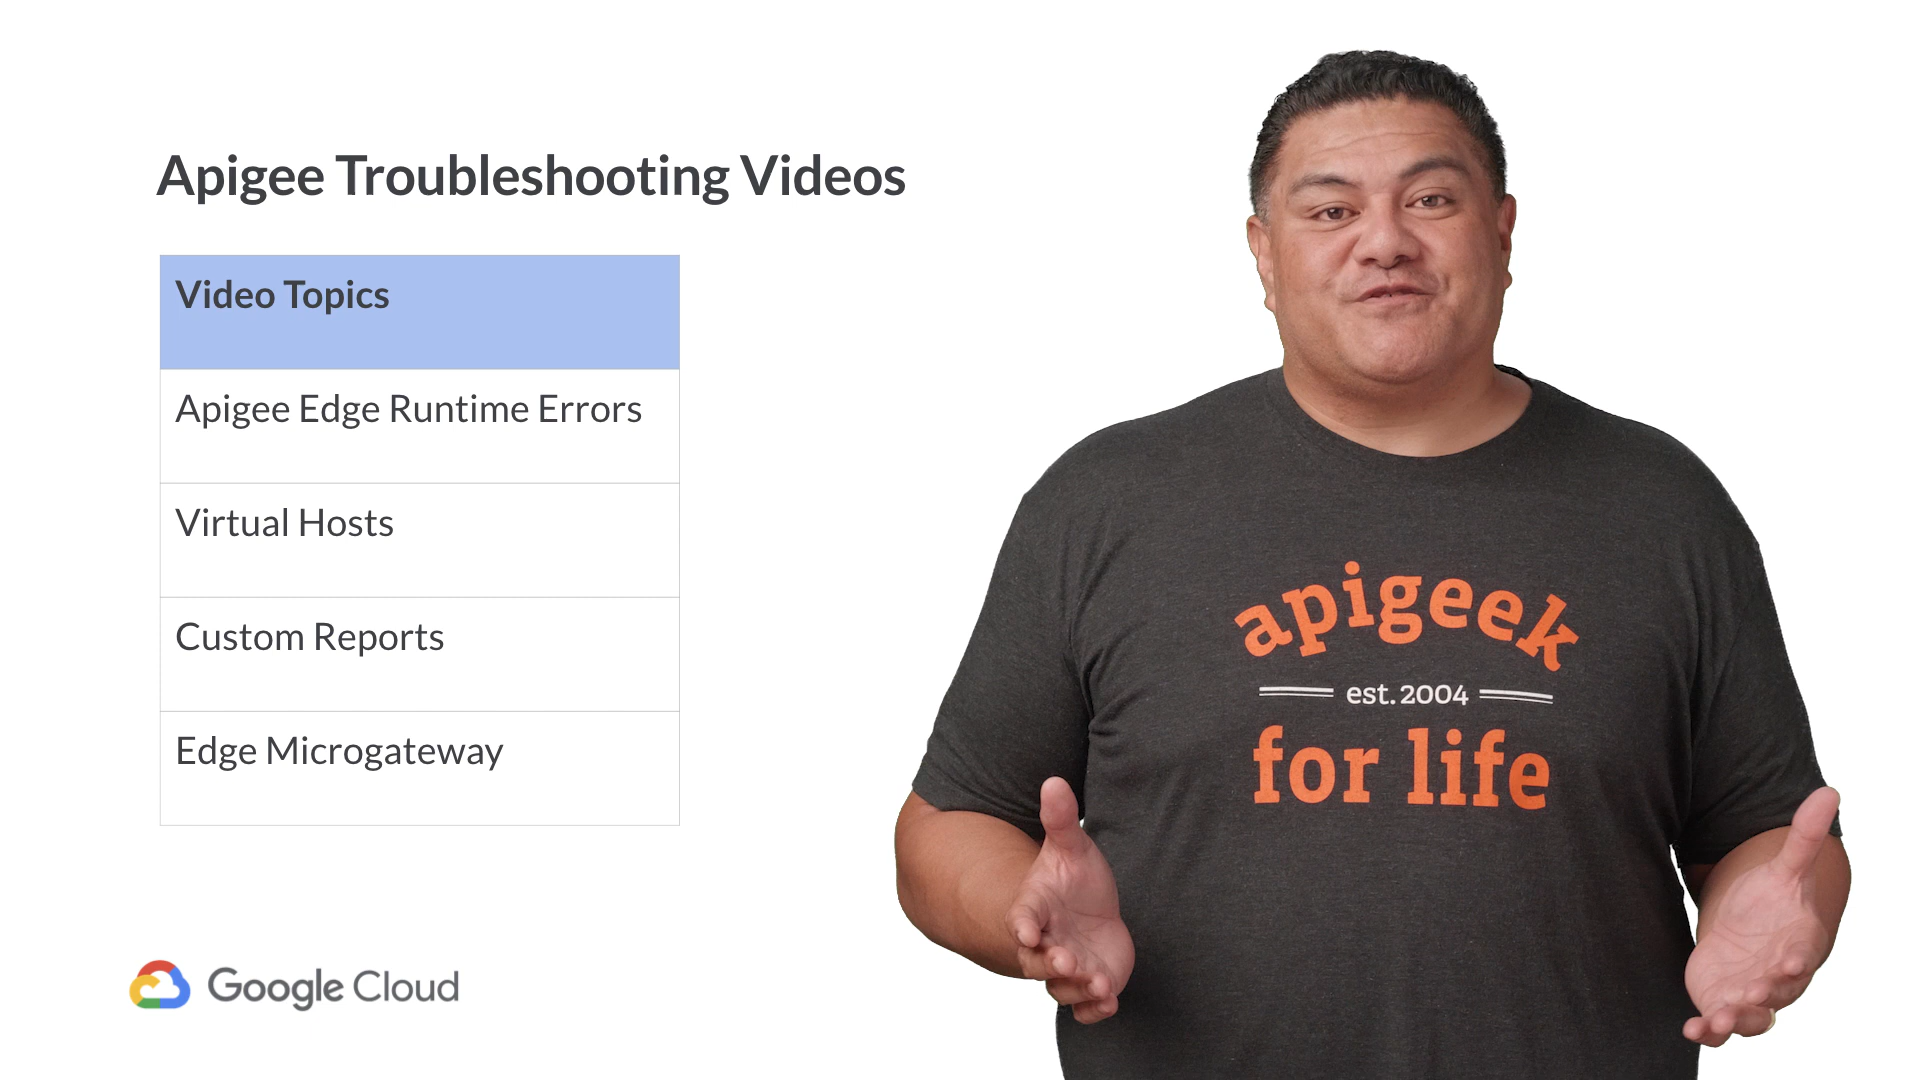 Apigee Troubleshooting Videos
Video Topics
Apigee Edge Runtime Errors
Virtual Hosts
Custom Reports
Edge Microgateway
Google Cloud
apigeek
est. 2004
for life